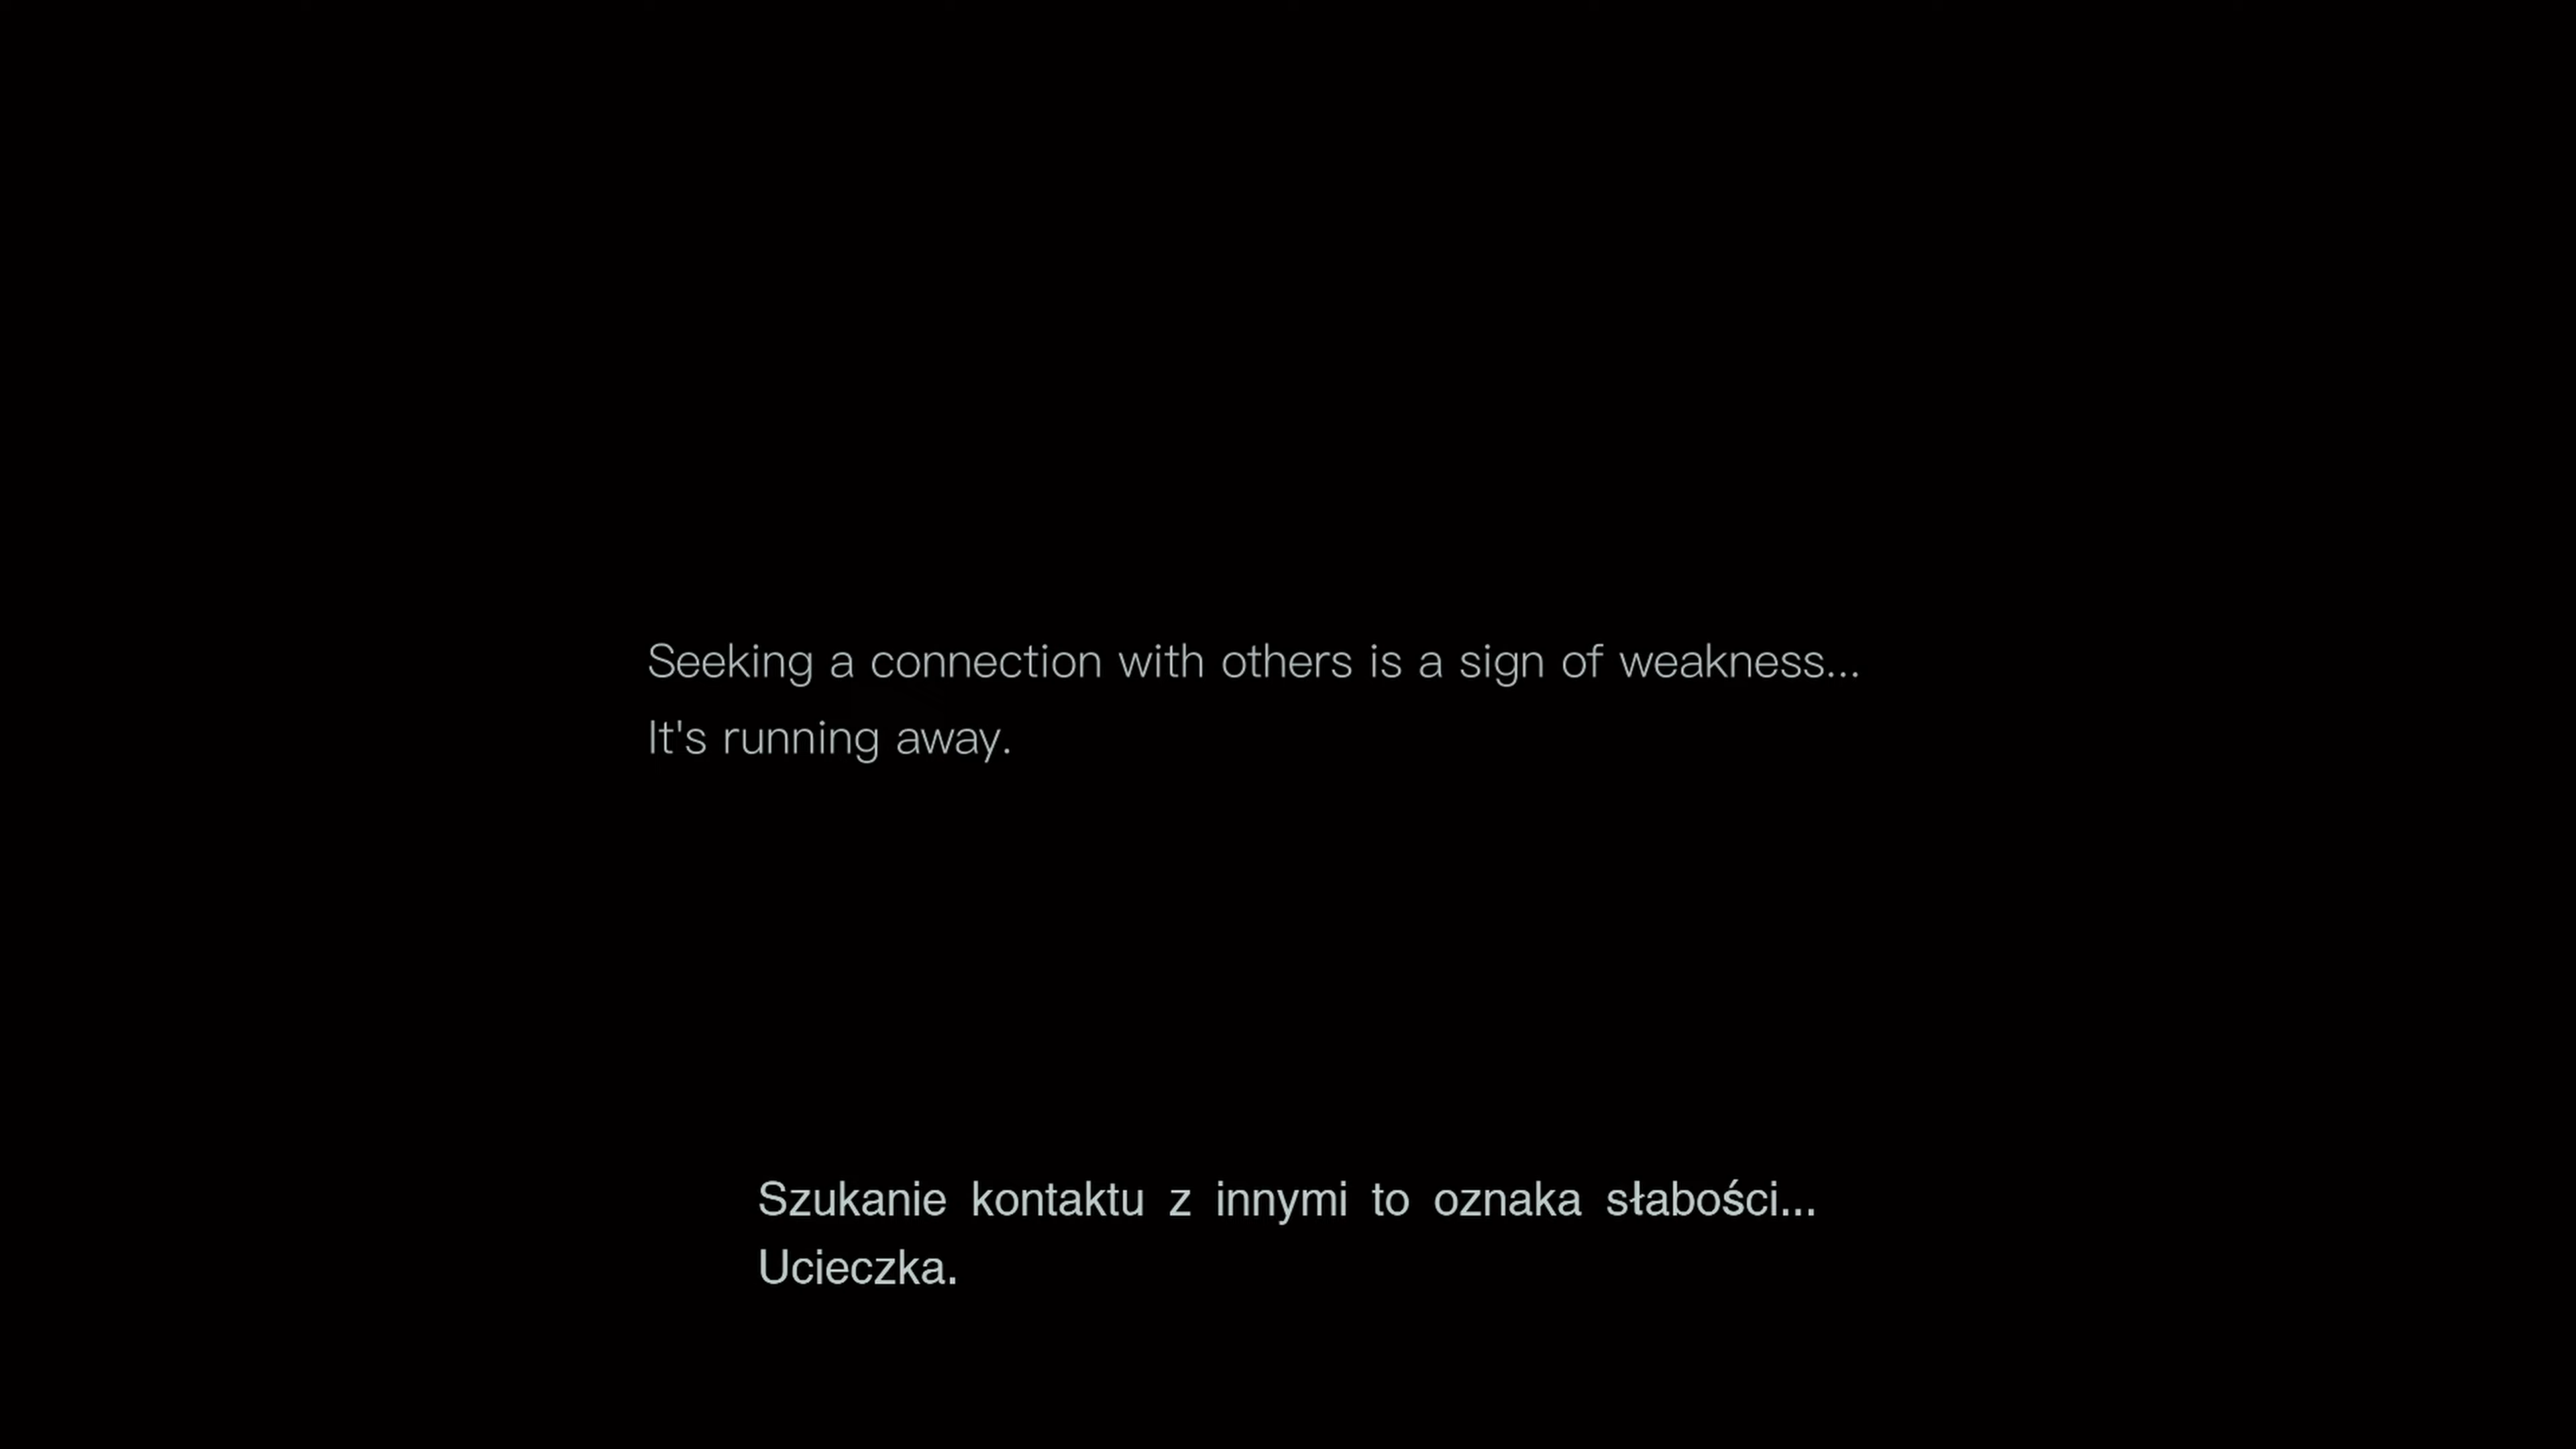 Seeking a connection with others is a sign of weakness...
It's running away.
Szukanie kontaktu z innymi to oznaka słabości...
Ucieczka.